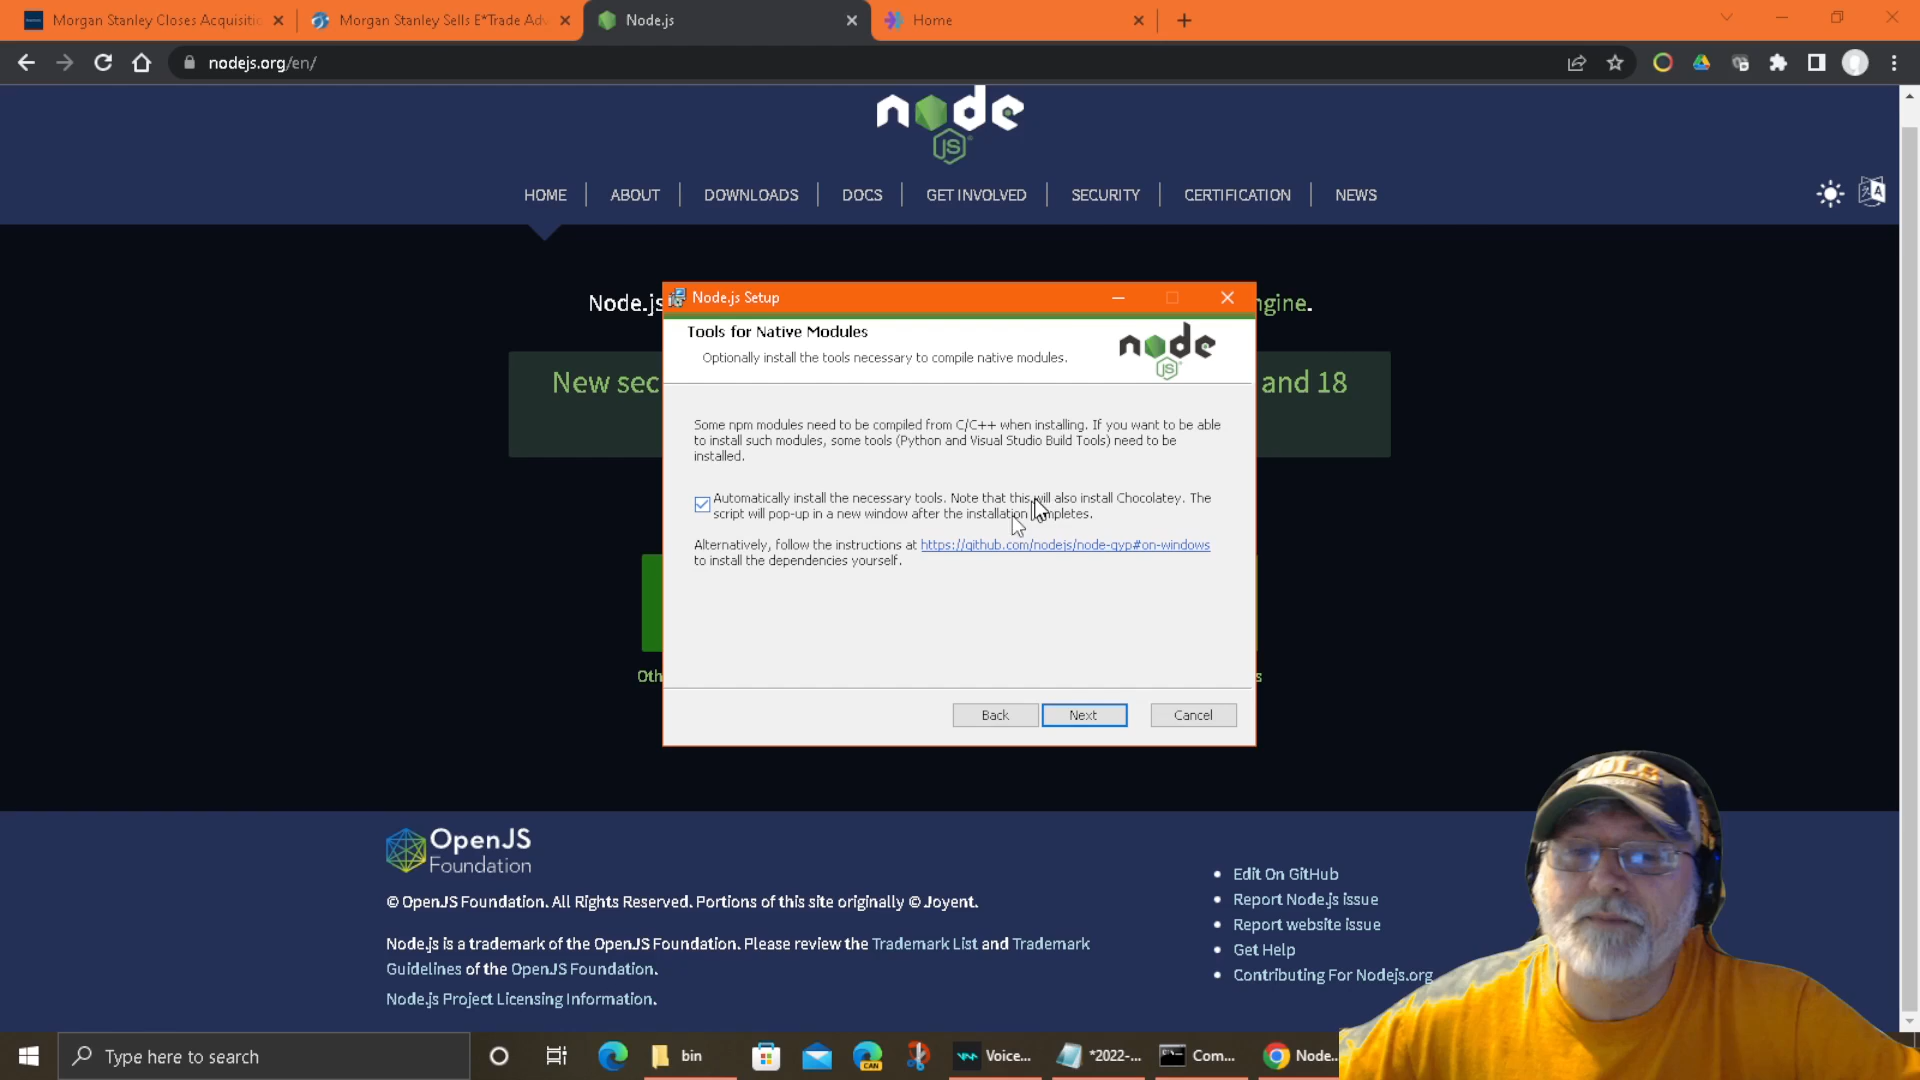 Morgan Stanley Closes Acquisitio
Morgan Stanley Sells E*Trade Adv
Node.js
Home
nodejs.org/en/
node
JS
HOME
ABOUT
DOWNLOADS
DOCS
GET INVOLVED
SECURITY
CERTIFICATION
NEWS
Node.js
ngine.
New sec
and 18
Oth
s
Node.js Setup
Tools for Native Modules
Optionally install the tools necessary to compile native modules.
node
JS
Some npm modules need to be compiled from C/C++ when installing. If you want to be able
to install such modules, some tools (Python and Visual Studio Build Tools) need to be
installed.
Automatically install the necessary tools. Note that this will also install Chocolatey. The
script will pop-up in a new window after the installation completes.
Alternatively, follow the instructions at https://github.com/nodejs/node-gyp#on-windows
to install the dependencies yourself.
Back
Next
Cancel
OpenJS
Foundation
© OpenJS Foundation. All Rights Reserved. Portions of this site originally © Joyent.
Node.js is a trademark of the OpenJS Foundation. Please review the Trademark List and Trademark
Guidelines of the OpenJS Foundation.
Node.js Project Licensing Information.
Edit On GitHub
Report Node.js issue
Report website issue
Get Help
Contributing For Nodejs.org
Type here to search
bin
CAN
Voice...
*2022-...
Com...
Node.